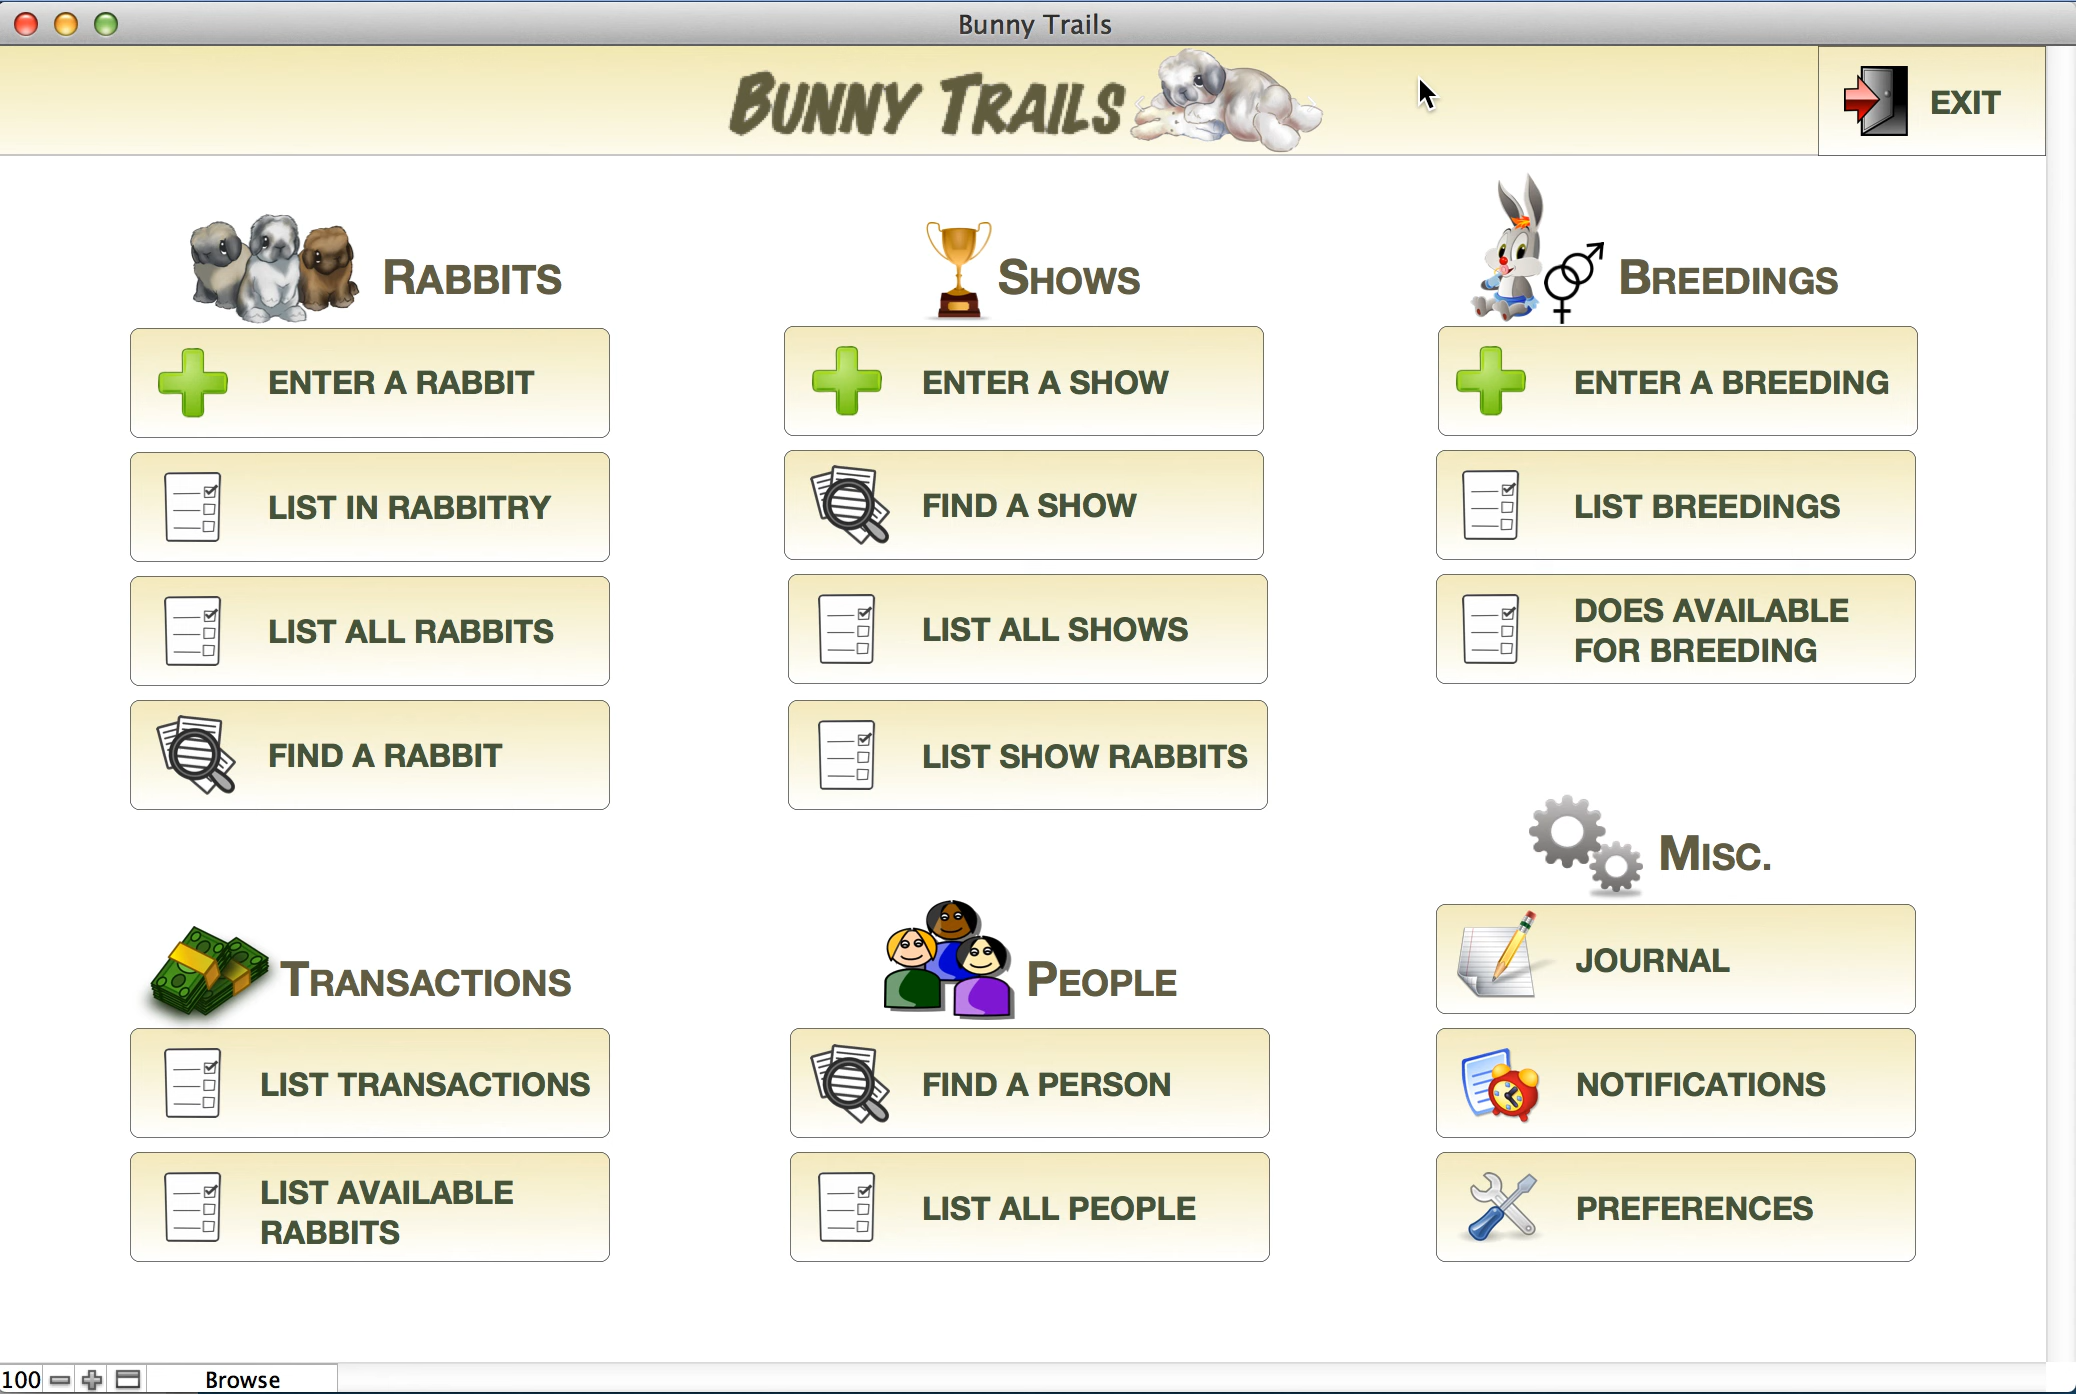 Bunny Trails
BUNNY TRAILS
EXIT
RABBITS
ENTER A RABBIT
LIST IN RABBITRY
LIST ALL RABBITS
FIND A RABBIT
SHOWS
ENTER A SHOW
FIND A SHOW
LIST ALL SHOWS
LIST SHOW RABBITS
BREEDINGS
ENTER A BREEDING
LIST BREEDINGS
DOES AVAILABLE
FOR BREEDING
TRANSACTIONS
LIST TRANSACTIONS
LIST AVAILABLE
RABBITS
PEOPLE
FIND A PERSON
LIST ALL PEOPLE
MISC.
JOURNAL
NOTIFICATIONS
PREFERENCES
100
Browse